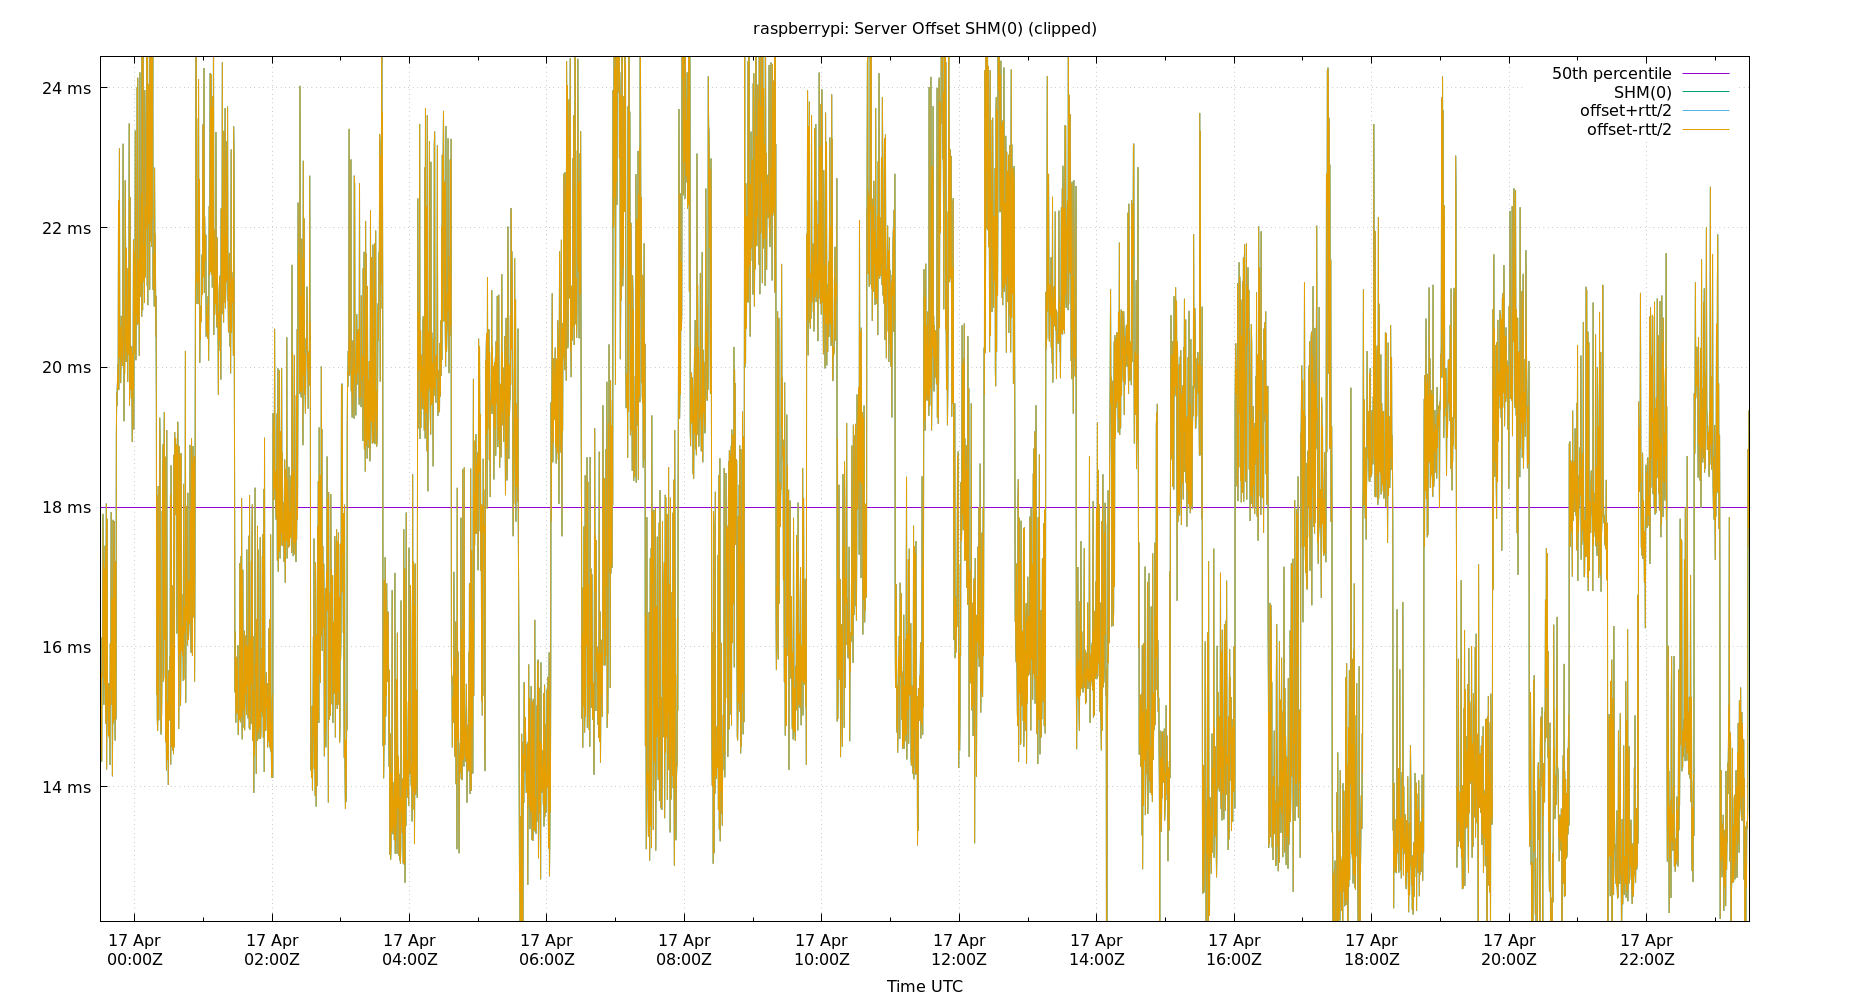 raspberrypi: Server Offset SHM(0) (clipped)
50th percentile
SHM(0)
offset+rtt/2
offset-rtt/2
24 ms
22 ms
20 ms
18 ms
16 ms
14 ms
17 Apr 17 Apr 17 Apr 17 Apr 17 Apr 17 Apr 17 Apr 17 Apr 17 Apr 17 Apr 17 Apr 17 Apr
00:00Z 02:00Z 04:00Z 06:00Z 08:00Z 10:00Z 12:00Z 14:00Z 16:00Z 18:00Z 20:00Z 22:00Z
Time UTC